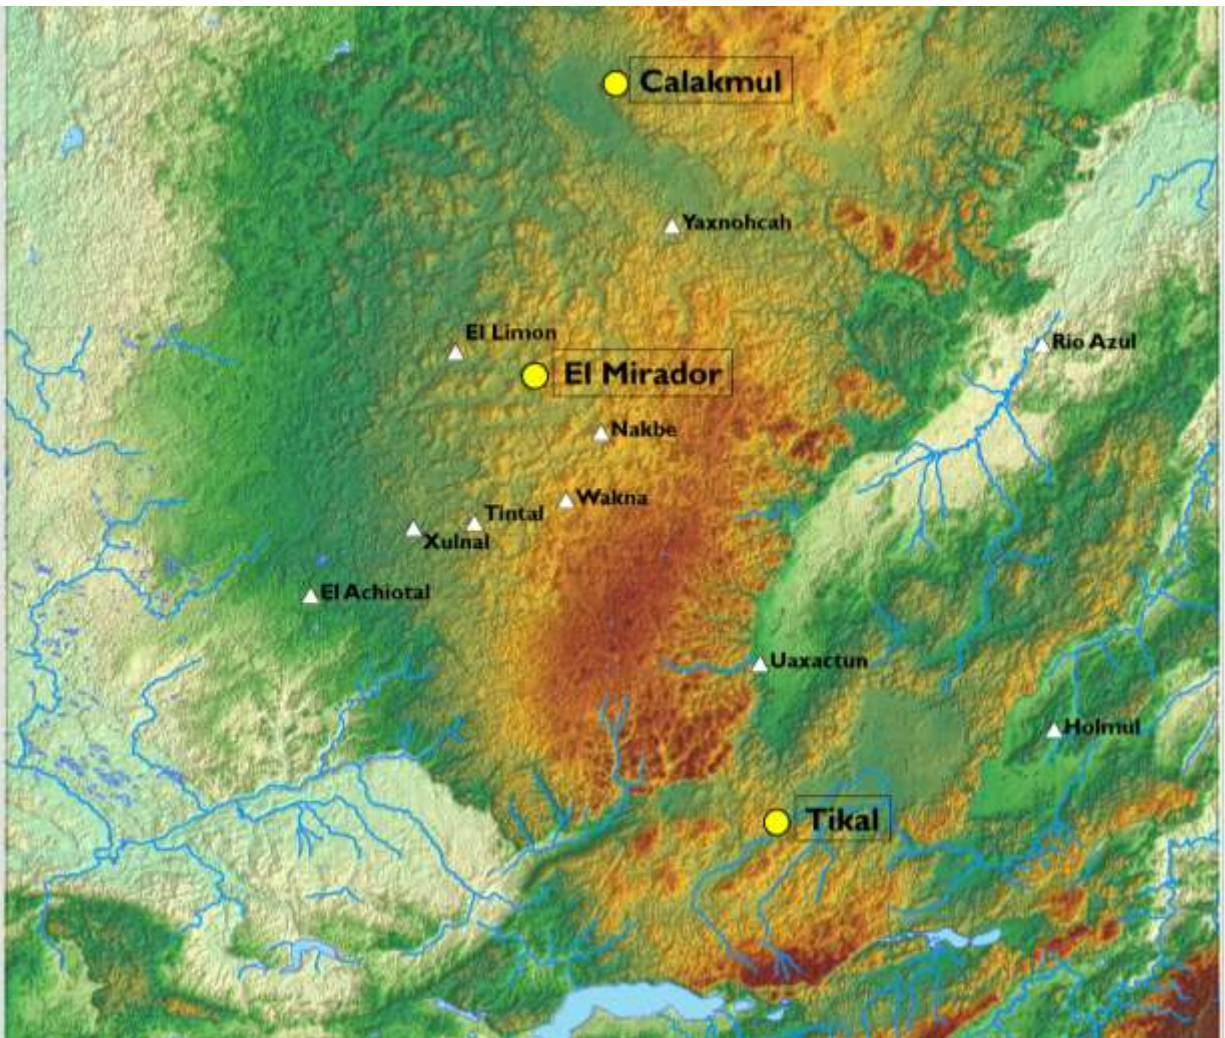 Calakmul
Yaxnohcah
El Limon
Rio Azul
El Mirador
Nakbe
Wakna
Tintal
Xulnal
El Achiotal
Uaxactun
Holmul
Tikal